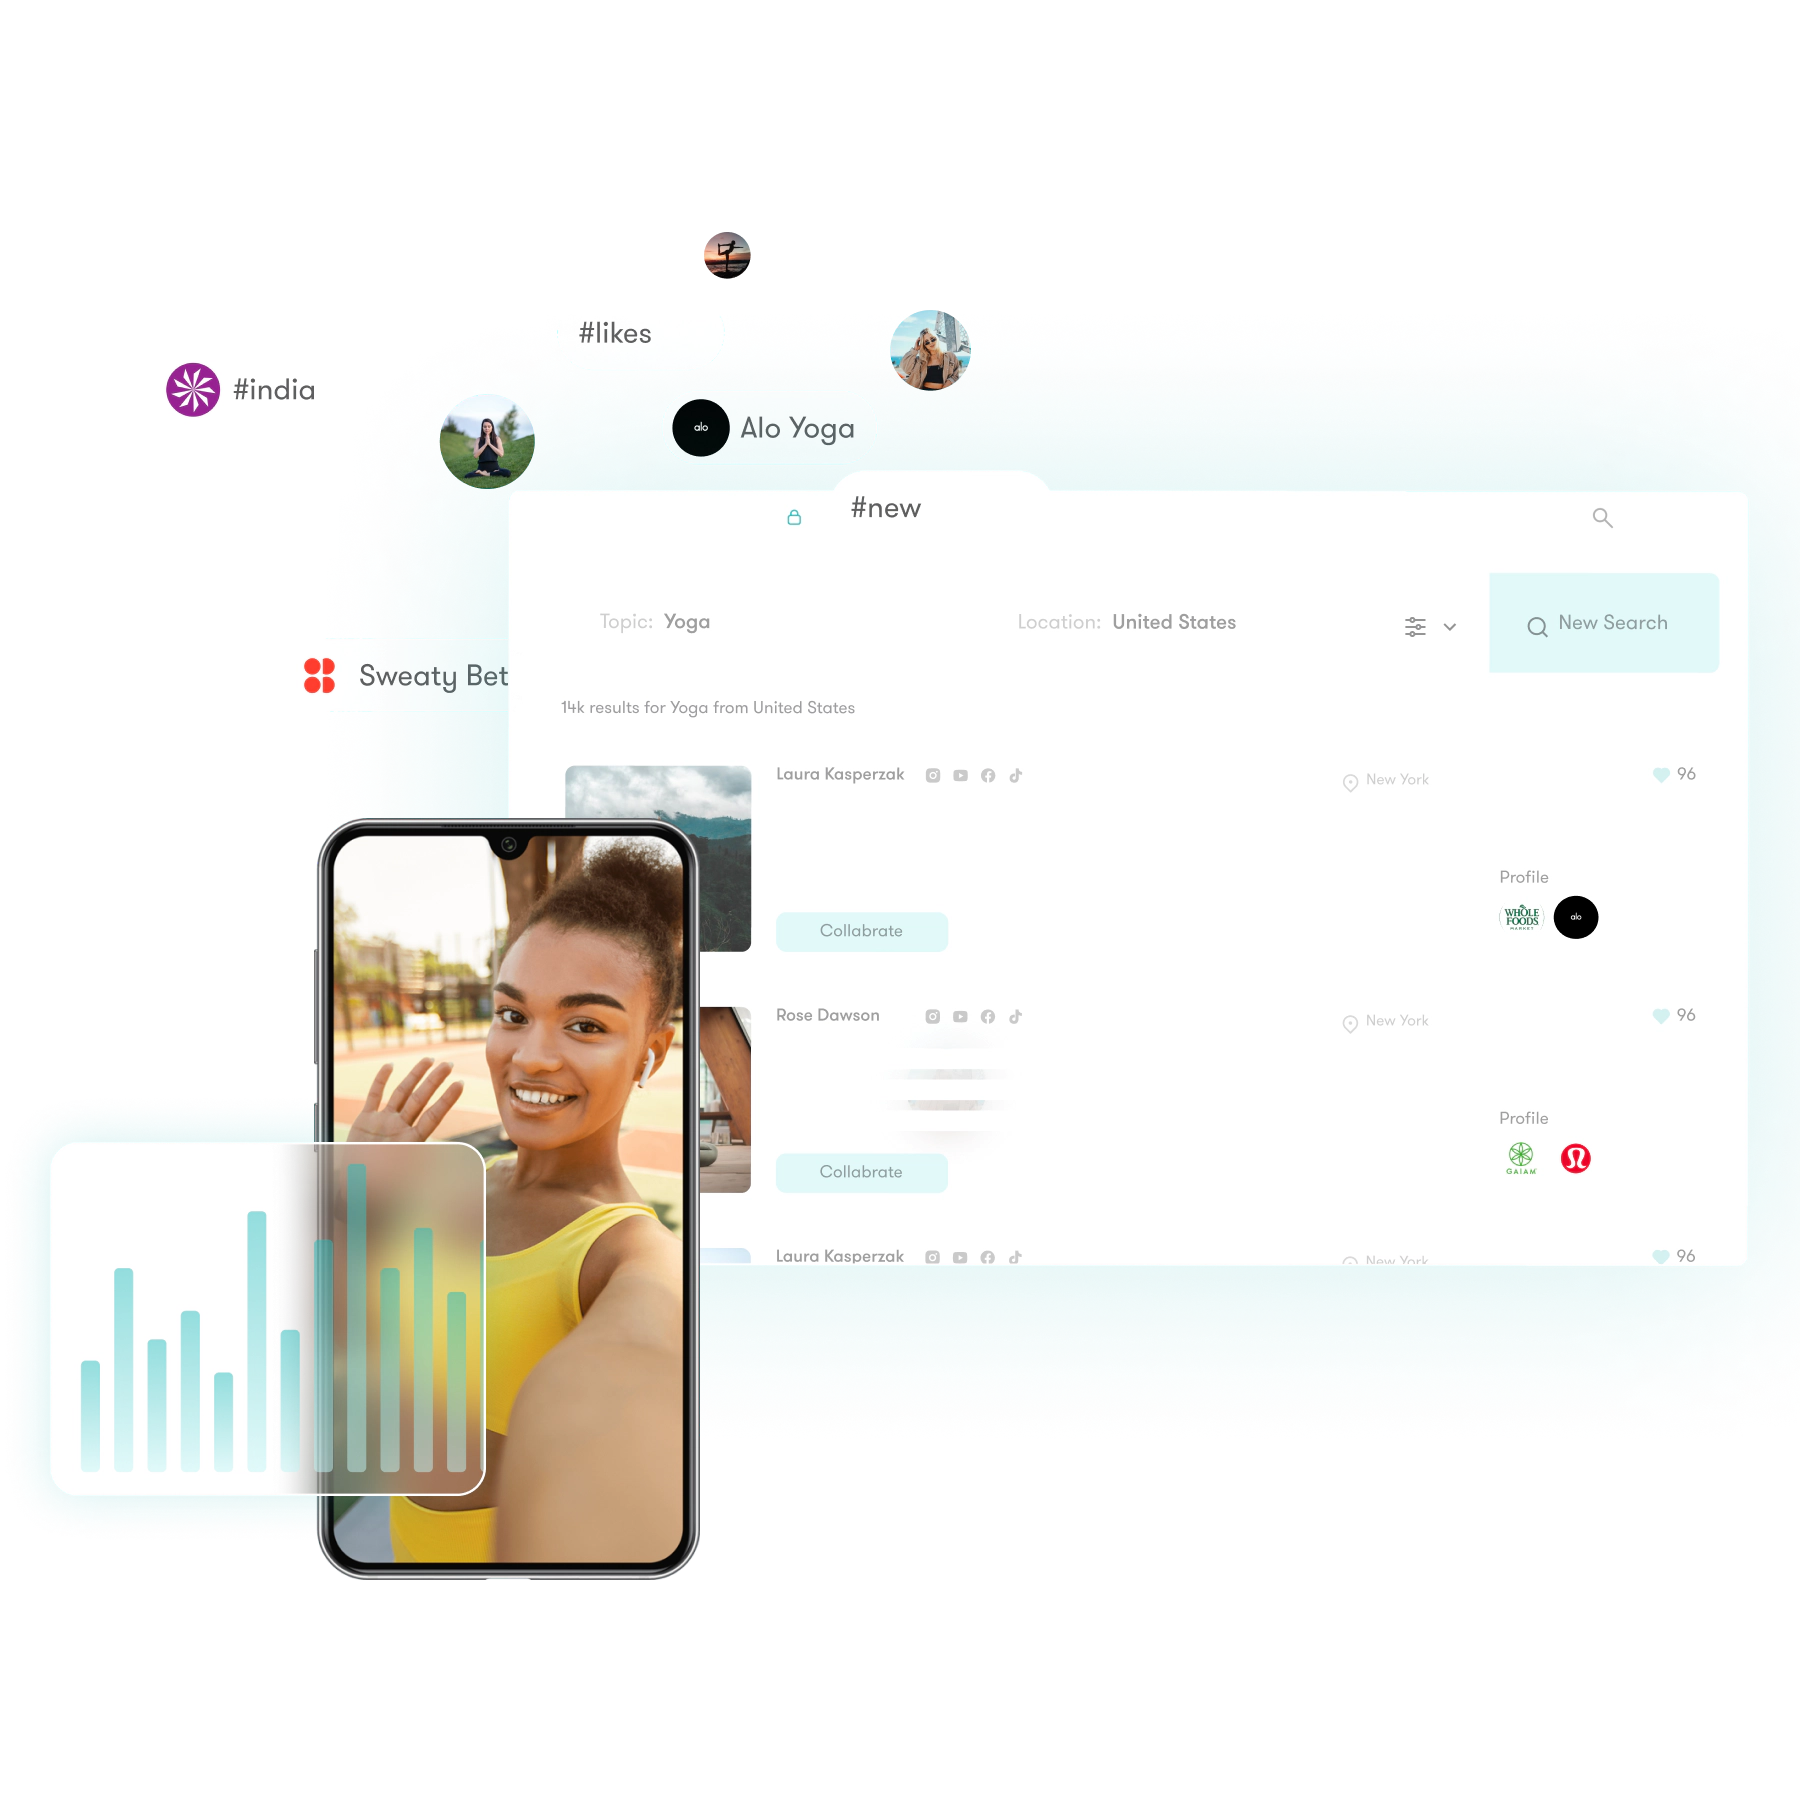 #likes
#india
alo
Alo Yoga
#new
Topic: Yoga
Location: United States
New Search
Sweaty Bet
14k results for Yoga from United States
Laura Kasperzak
New York
96
Profile
WHOLE
FOODS
MARKET
alo
Collabrate
Rose Dawson
New York
96
Profile
GAIAM
Collabrate
Laura Kasperzak
New York
96